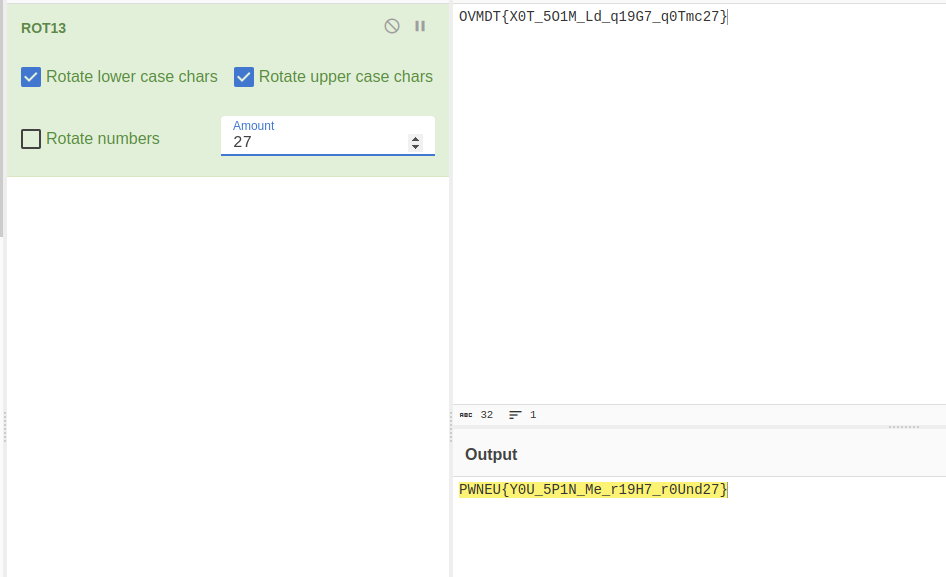 ROT13
Rotate lower case chars
Rotate upper case chars
Rotate numbers
Amount
27
OVMDT{X0T_5O1M_Ld_q19G7_q0Tmc27}
ABC 32 1
Output
PWNEU{Y0U_5P1N_Me_r19H7_r0Und27}